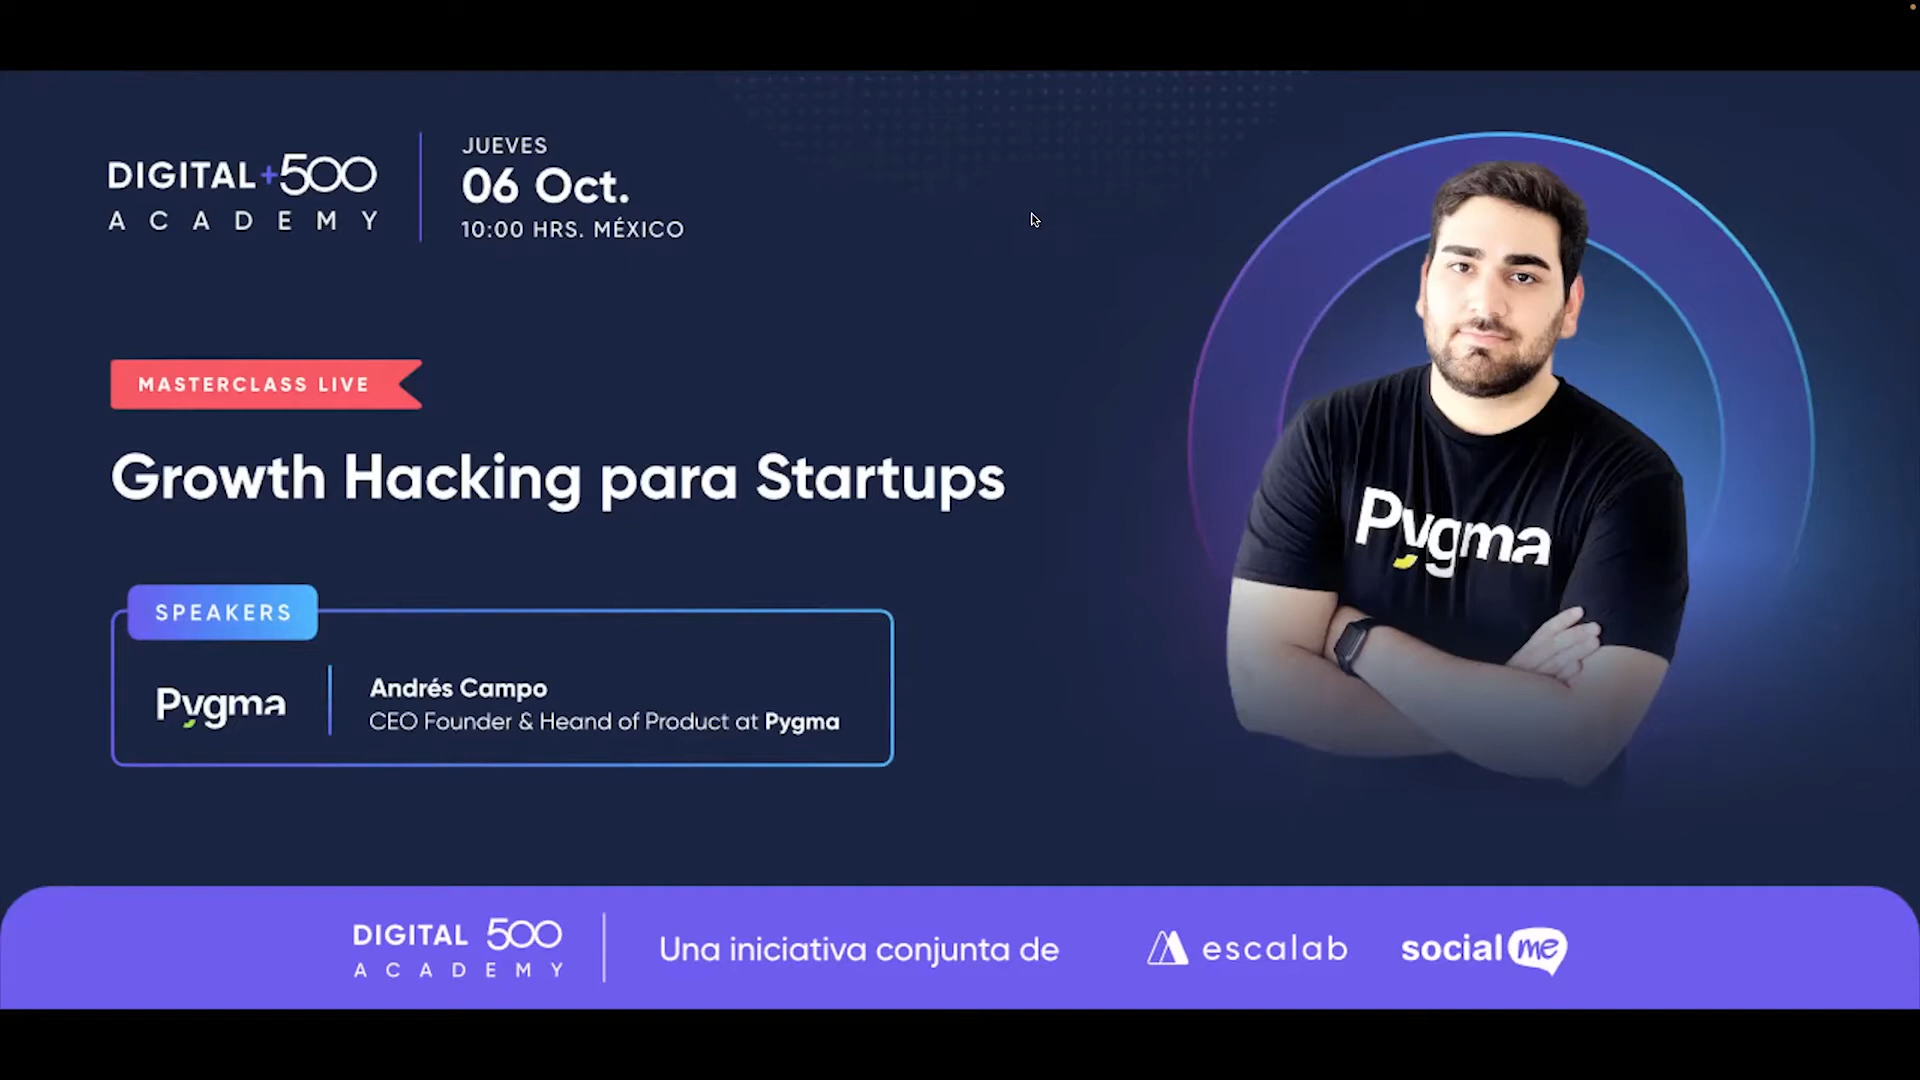 DIGITAL+500
ACADEMY
JUEVES
06 Oct.
10:00 HRS. MÉXICO
MASTERCLASS LIVE
Growth Hacking para Startups
SPEAKERS
Pygma
Andrés Campo
CEO Founder & Heand of Product at Pygma
Pygma
DIGITAL 500
ACADEMY
Una iniciativa conjunta de
escalab
social me